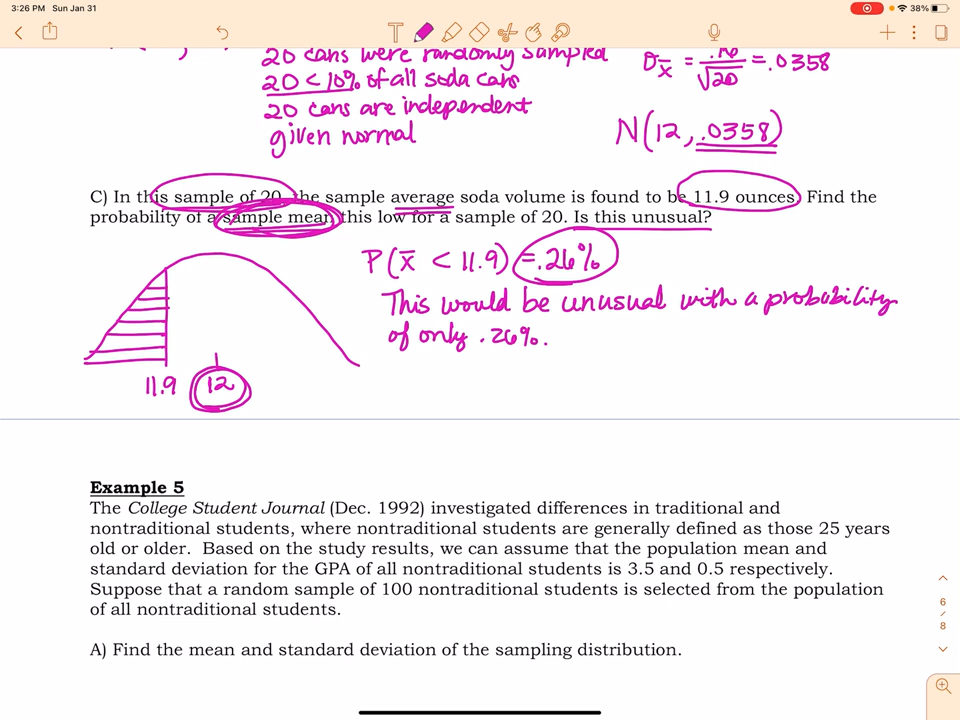 3:26 PM Sun Jan 31
38%
20 cans were randomly sampled
20 < 10% of all soda cans
20 cans are independent
given normal
σx̄ = .16/√20 = .0358
N(12, .0358)
C) In this sample of 20, the sample average soda volume is found to be 11.9 ounces. Find the
probability of a sample mean this low for a sample of 20. Is this unusual?
P(x̄ < 11.9) = .26%
This would be unusual with a probability
of only .26%.
11.9 12
Example 5
The College Student Journal (Dec. 1992) investigated differences in traditional and
nontraditional students, where nontraditional students are generally defined as those 25 years
old or older. Based on the study results, we can assume that the population mean and
standard deviation for the GPA of all nontraditional students is 3.5 and 0.5 respectively.
Suppose that a random sample of 100 nontraditional students is selected from the population
of all nontraditional students.
A) Find the mean and standard deviation of the sampling distribution.
6
/
8